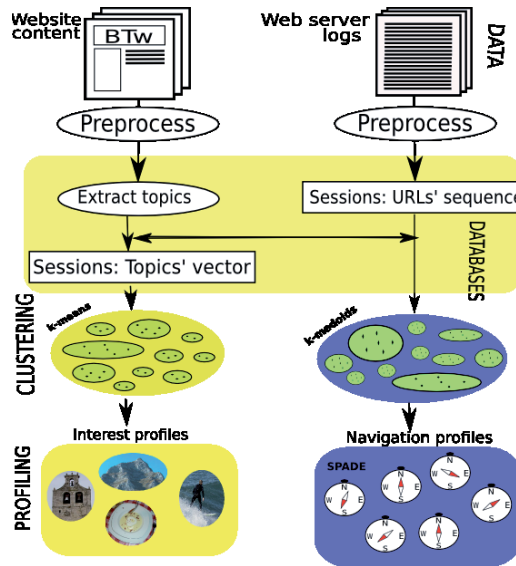 Website
content
BTw
Web server
logs
DATA
Preprocess
Preprocess
Extract topics
Sessions: URLs' sequence
Sessions: Topics' vector
DATABASES
CLUSTERING
k-means
k-medoids
PROFILING
Interest profiles
Navigation profiles
SPADE
N
W E
S
N
W E
S
N
W E
S
N
W E
S
N
W E
S
N
W E
S